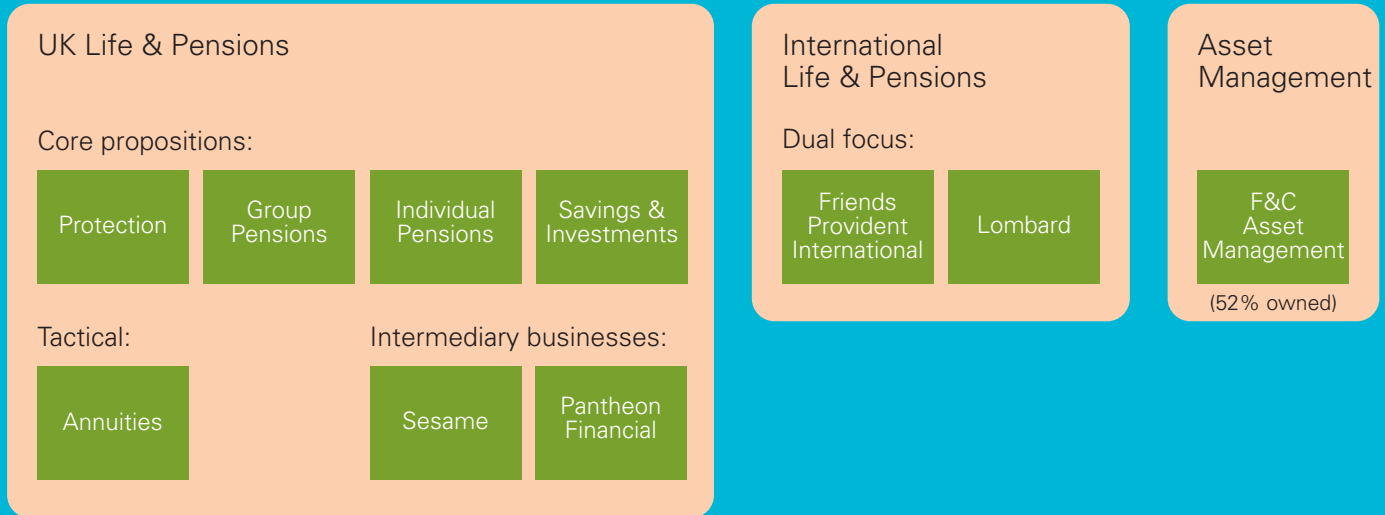 UK Life & Pensions
Core propositions:
Protection
Group
Pensions
Individual
Pensions
Savings &
Investments
Tactical:
Annuities
Intermediary businesses:
Sesame
Pantheon
Financial
International
Life & Pensions
Dual focus:
Friends
Provident
International
Lombard
Asset
Management
F&C
Asset
Management
(52% owned)